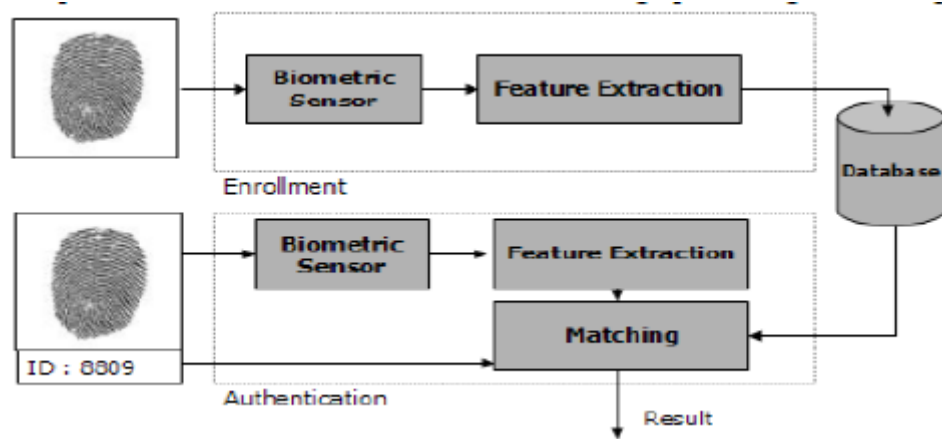 Biometric
Sensor
Feature Extraction
Database
Enrollment
Biometric
Sensor
Feature Extraction
Matching
ID : 8809
Authentication
Result